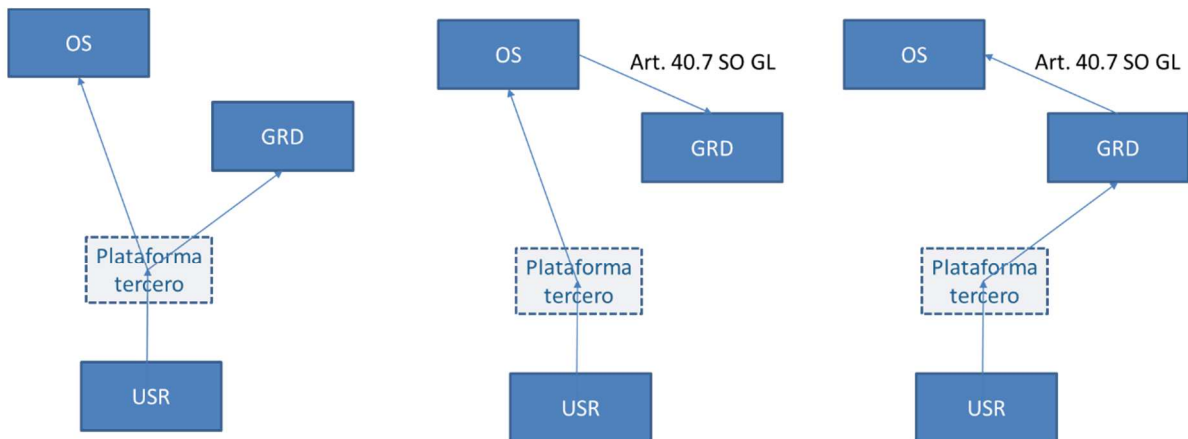 OS
GRD
Plataforma
tercero
USR
OS
Art. 40.7 SO GL
GRD
Plataforma
tercero
USR
OS
Art. 40.7 SO GL
GRD
Plataforma
tercero
USR